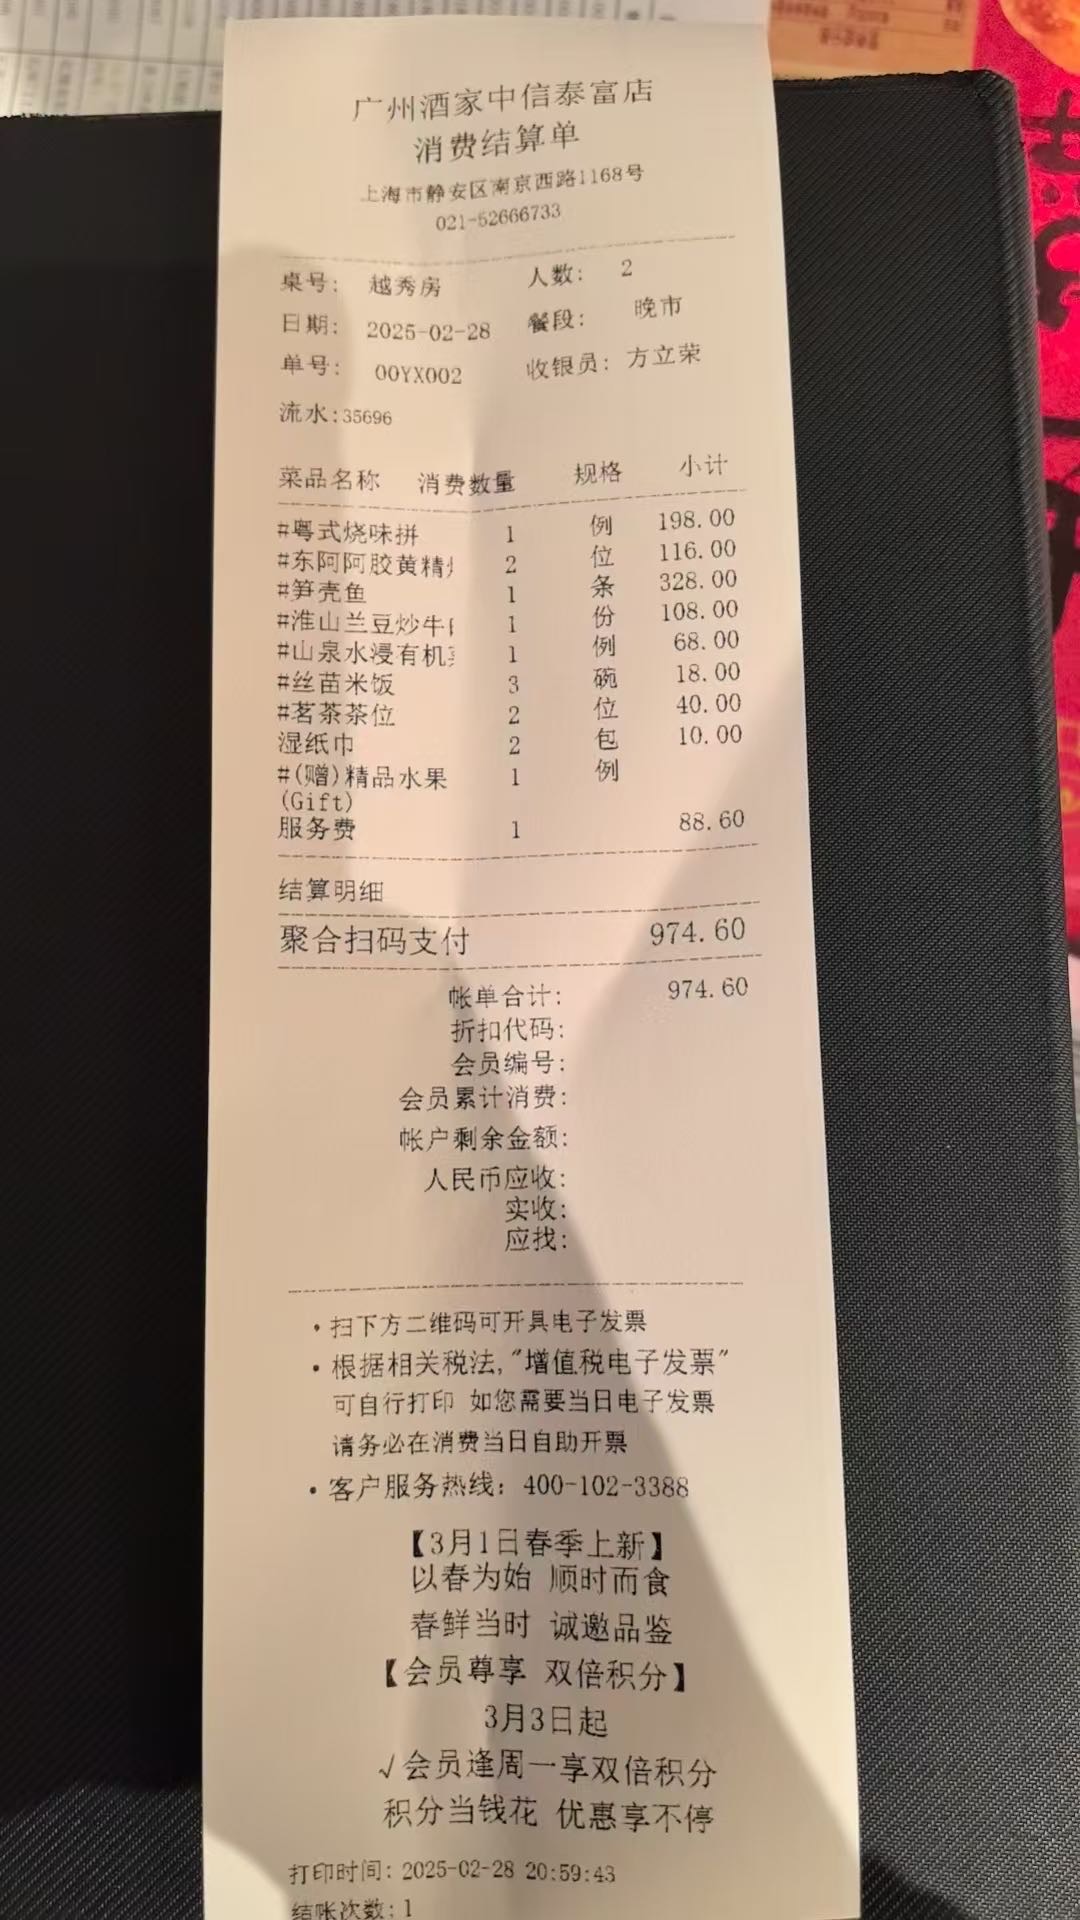 广州酒家中信泰富店
消费结算单
上海市静安区南京西路1168号
021-52666733
桌号: 越秀房 人数: 2
日期: 2025-02-28 餐段: 晚市
单号: 00YX002 收银员: 方立荣
流水:35696
菜品名称 消费数量 规格 小计
#粤式烧味拼 1 例 198.00
#东阿阿胶黄精 2 位 116.00
#笋壳鱼 1 条 328.00
#淮山兰豆炒牛 1 份 108.00
#山泉水浸有机 1 例 68.00
#丝苗米饭 3 碗 18.00
#茗茶茶位 2 位 40.00
湿纸巾 2 包 10.00
#(赠)精品水果 1 例
(Gift)
服务费 1 88.60
结算明细
聚合扫码支付 974.60
帐单合计: 974.60
折扣代码:
会员编号:
会员累计消费:
帐户剩余金额:
人民币应收:
实收:
应找:
·扫下方二维码可开具电子发票
·根据相关税法,"增值税电子发票"
可自行打印 如您需要当日电子发票
请务必在消费当日自助开票
·客户服务热线: 400-102-3388
【3月1日春季上新】
以春为始 顺时而食
春鲜当时 诚邀品鉴
【会员尊享 双倍积分】
3月3日起
√会员逢周一享双倍积分
积分当钱花 优惠享不停
打印时间: 2025-02-28 20:59:43
结账次数: 1